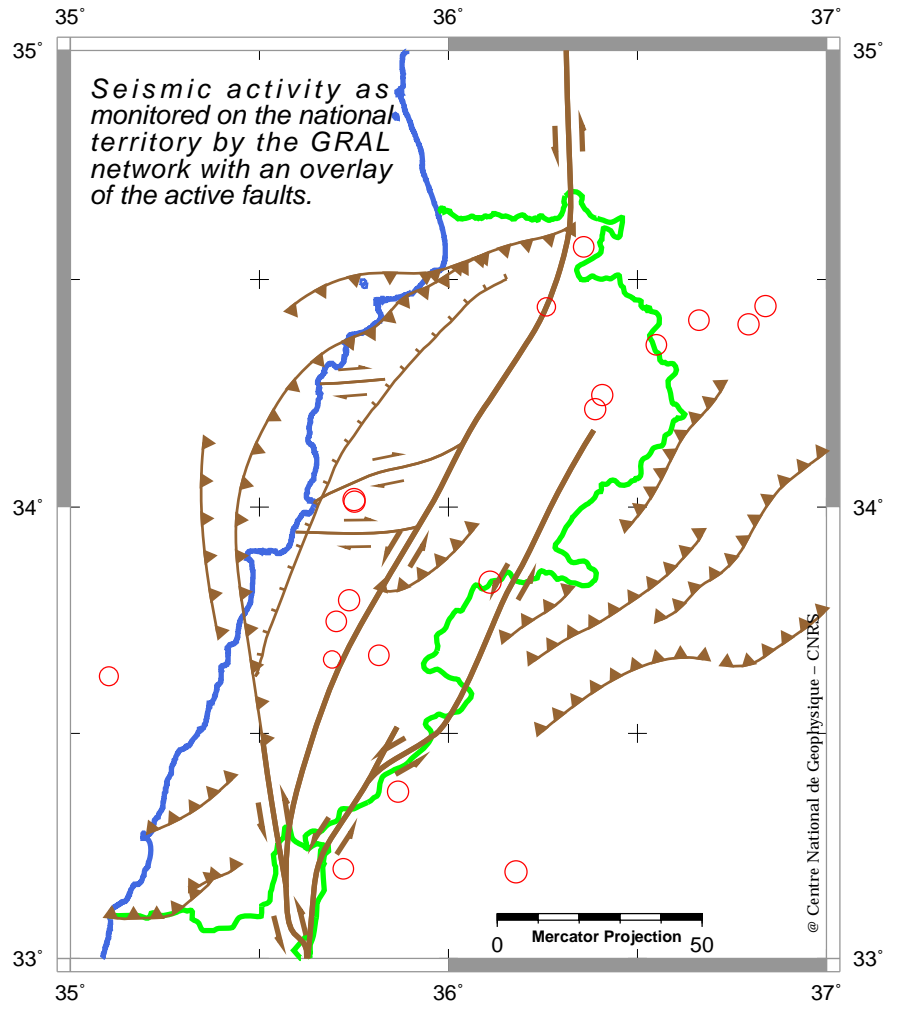 35° 36° 37°
35° 35°
Seismic activity as
monitored on the national
territory by the GRAL
network with an overlay
of the active faults.
34° 34°
@ Centre National de Geophysique – CNRS
0 Mercator Projection 50
33° 33°
35° 36° 37°